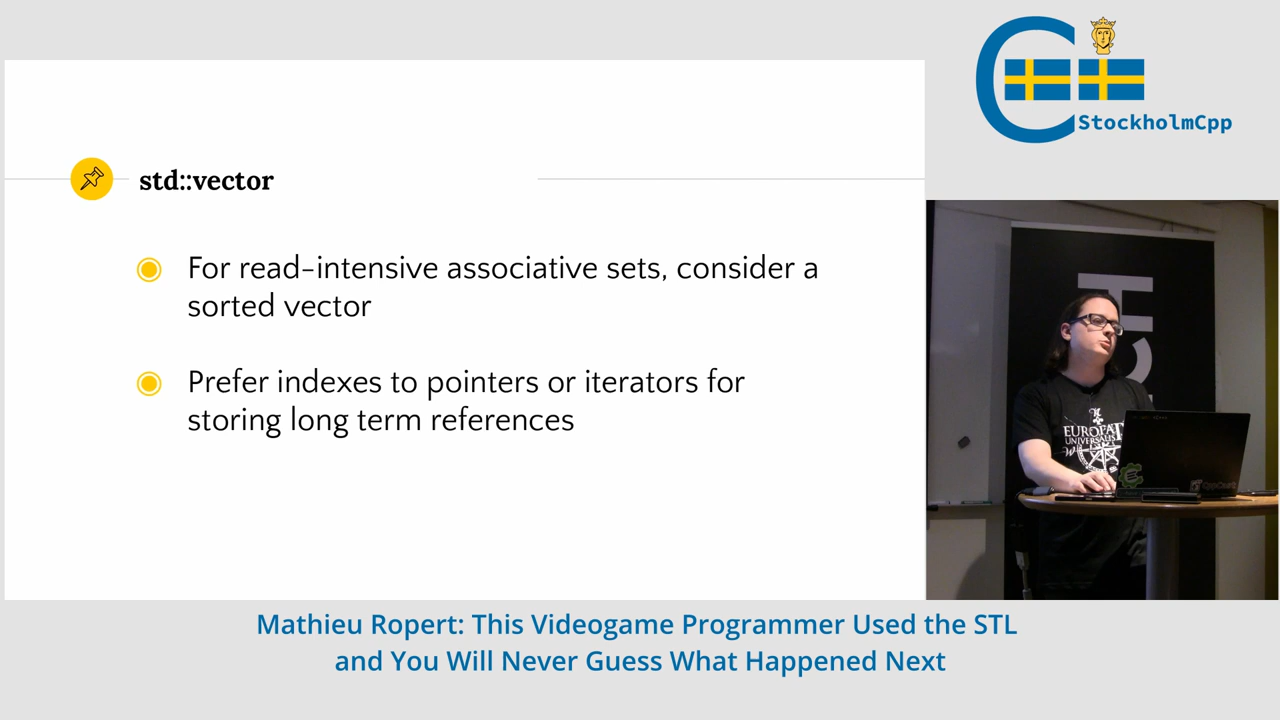 StockholmCpp
std::vector
For read-intensive associative sets, consider a
sorted vector
Prefer indexes to pointers or iterators for
storing long term references
EUROPA
UNIVERSALIS
Mathieu Ropert: This Videogame Programmer Used the STL
and You Will Never Guess What Happened Next